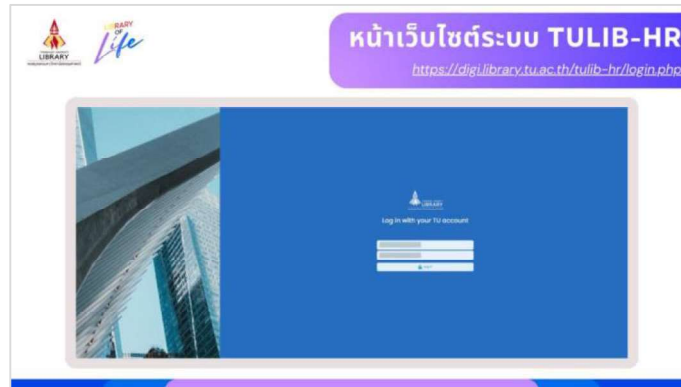 LIBRARY
LIBRARY
OF
Life
หน้าเว็บไซต์ระบบ TULIB-HR
https://digi.library.tu.ac.th/tulib-hr/login.php
LIBRARY
Log in with your TU account